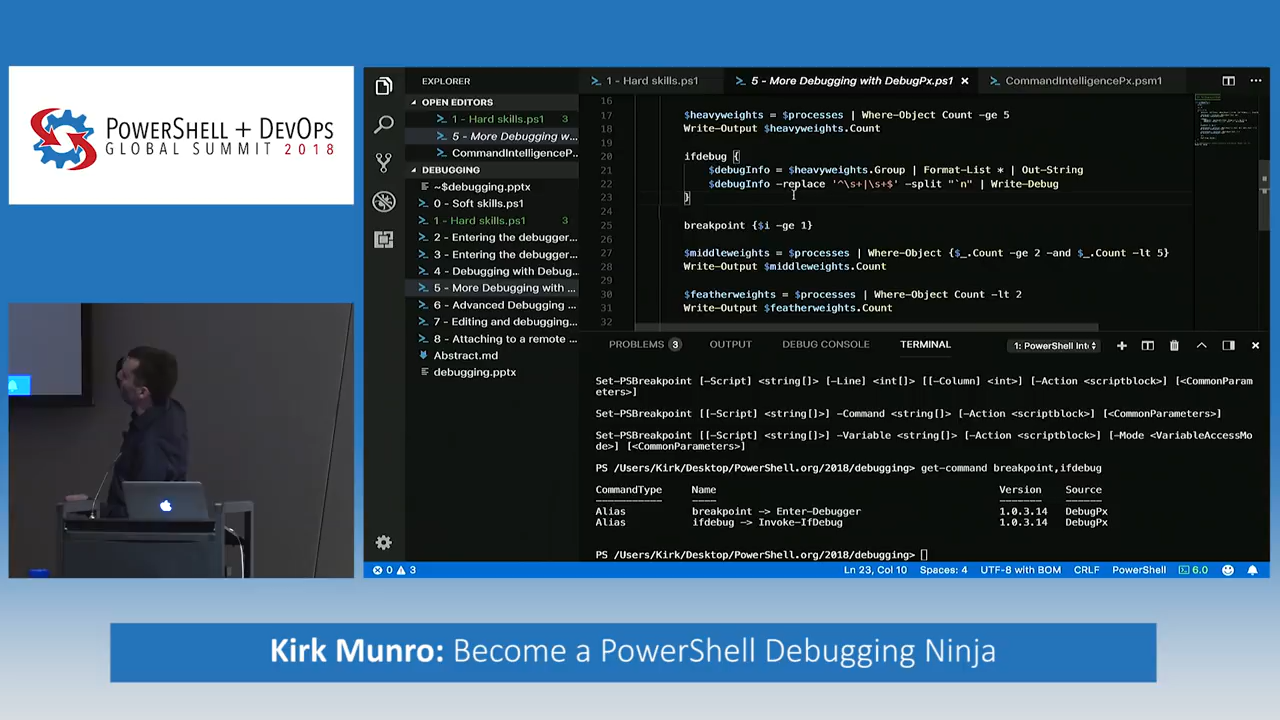 POWERSHELL + DEVOPS
GLOBAL SUMMIT 2018
EXPLORER
OPEN EDITORS
1 - Hard skills.ps1 3
5 - More Debugging w...
CommandIntelligenceP...
DEBUGGING
~$debugging.pptx
0 - Soft skills.ps1
1 - Hard skills.ps1 3
2 - Entering the debugger...
3 - Entering the debugger...
4 - Debugging with Debug...
5 - More Debugging with ...
6 - Advanced Debugging ...
7 - Editing and debugging...
8 - Attaching to a remote ...
Abstract.md
debugging.pptx
1 - Hard skills.ps1
5 - More Debugging with DebugPx.ps1
CommandIntelligencePx.psm1
16
17 $heavyweights = $processes | Where-Object Count -ge 5
18 Write-Output $heavyweights.Count
19
20 ifdebug {
21 $debugInfo = $heavyweights.Group | Format-List * | Out-String
22 $debugInfo -replace '^\s+|\s+$' -split "`n" | Write-Debug
23 }
24
25 breakpoint {$i -ge 1}
26
27 $middleweights = $processes | Where-Object {$_.Count -ge 2 -and $_.Count -lt 5}
28 Write-Output $middleweights.Count
29
30 $featherweights = $processes | Where-Object Count -lt 2
31 Write-Output $featherweights.Count
32
PROBLEMS 3 OUTPUT DEBUG CONSOLE TERMINAL 1: PowerShell Int
Set-PSBreakpoint [-Script] <string[]> [-Line] <int[]> [[-Column] <int>] [-Action <scriptblock>] [<CommonParam
eters>]
Set-PSBreakpoint [[-Script] <string[]>] -Command <string[]> [-Action <scriptblock>] [<CommonParameters>]
Set-PSBreakpoint [[-Script] <string[]>] -Variable <string[]> [-Action <scriptblock>] [-Mode <VariableAccessMo
de>] [<CommonParameters>]
PS /Users/Kirk/Desktop/PowerShell.org/2018/debugging> get-command breakpoint,ifdebug
CommandType Name Version Source
----------- ---- ------- ------
Alias breakpoint -> Enter-Debugger 1.0.3.14 DebugPx
Alias ifdebug -> Invoke-IfDebug 1.0.3.14 DebugPx
PS /Users/Kirk/Desktop/PowerShell.org/2018/debugging>
0 3 Ln 23, Col 10 Spaces: 4 UTF-8 with BOM CRLF PowerShell 6.0
Kirk Munro: Become a PowerShell Debugging Ninja